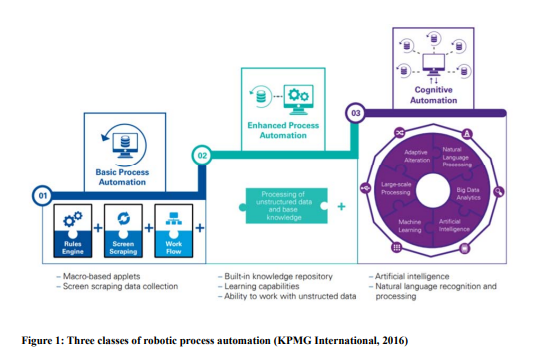 03
Cognitive
Automation
Enhanced Process
Automation
02
Basic Process
Automation
01
Rules
Engine
+
Screen
Scraping
+
Work
Flow
+
Processing of
unstructured data
and base
knowledge
+
Adaptive
Alteration
Natural
Language
Processing
Large-scale
Processing
Big Data
Analytics
Machine
Learning
Artificial
Intelligence
– Macro-based applets
– Screen scraping data collection
– Built-in knowledge repository
– Learning capabilities
– Ability to work with unstructed data
– Artificial intelligence
– Natural language recognition and
processing
Figure 1: Three classes of robotic process automation (KPMG International, 2016)